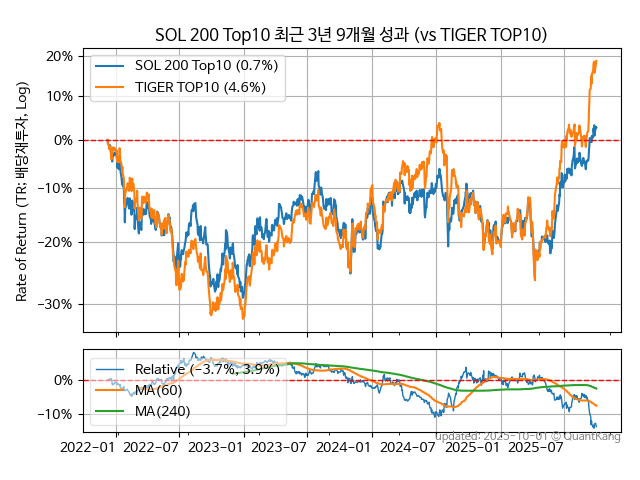 SOL 200 Top10 최근 3년 9개월 성과 (vs TIGER TOP10)
Rate of Return (TR: 배당재투자, Log)
20%
10%
0%
−10%
−20%
−30%
SOL 200 Top10 (0.7%)
TIGER TOP10 (4.6%)
0%
−10%
Relative (−3.7%, 3.9%)
MA(60)
MA(240)
2022-01 2022-07 2023-01 2023-07 2024-01 2024-07 2025-01 2025-07
updated: 2025-10-01 © QuantKang